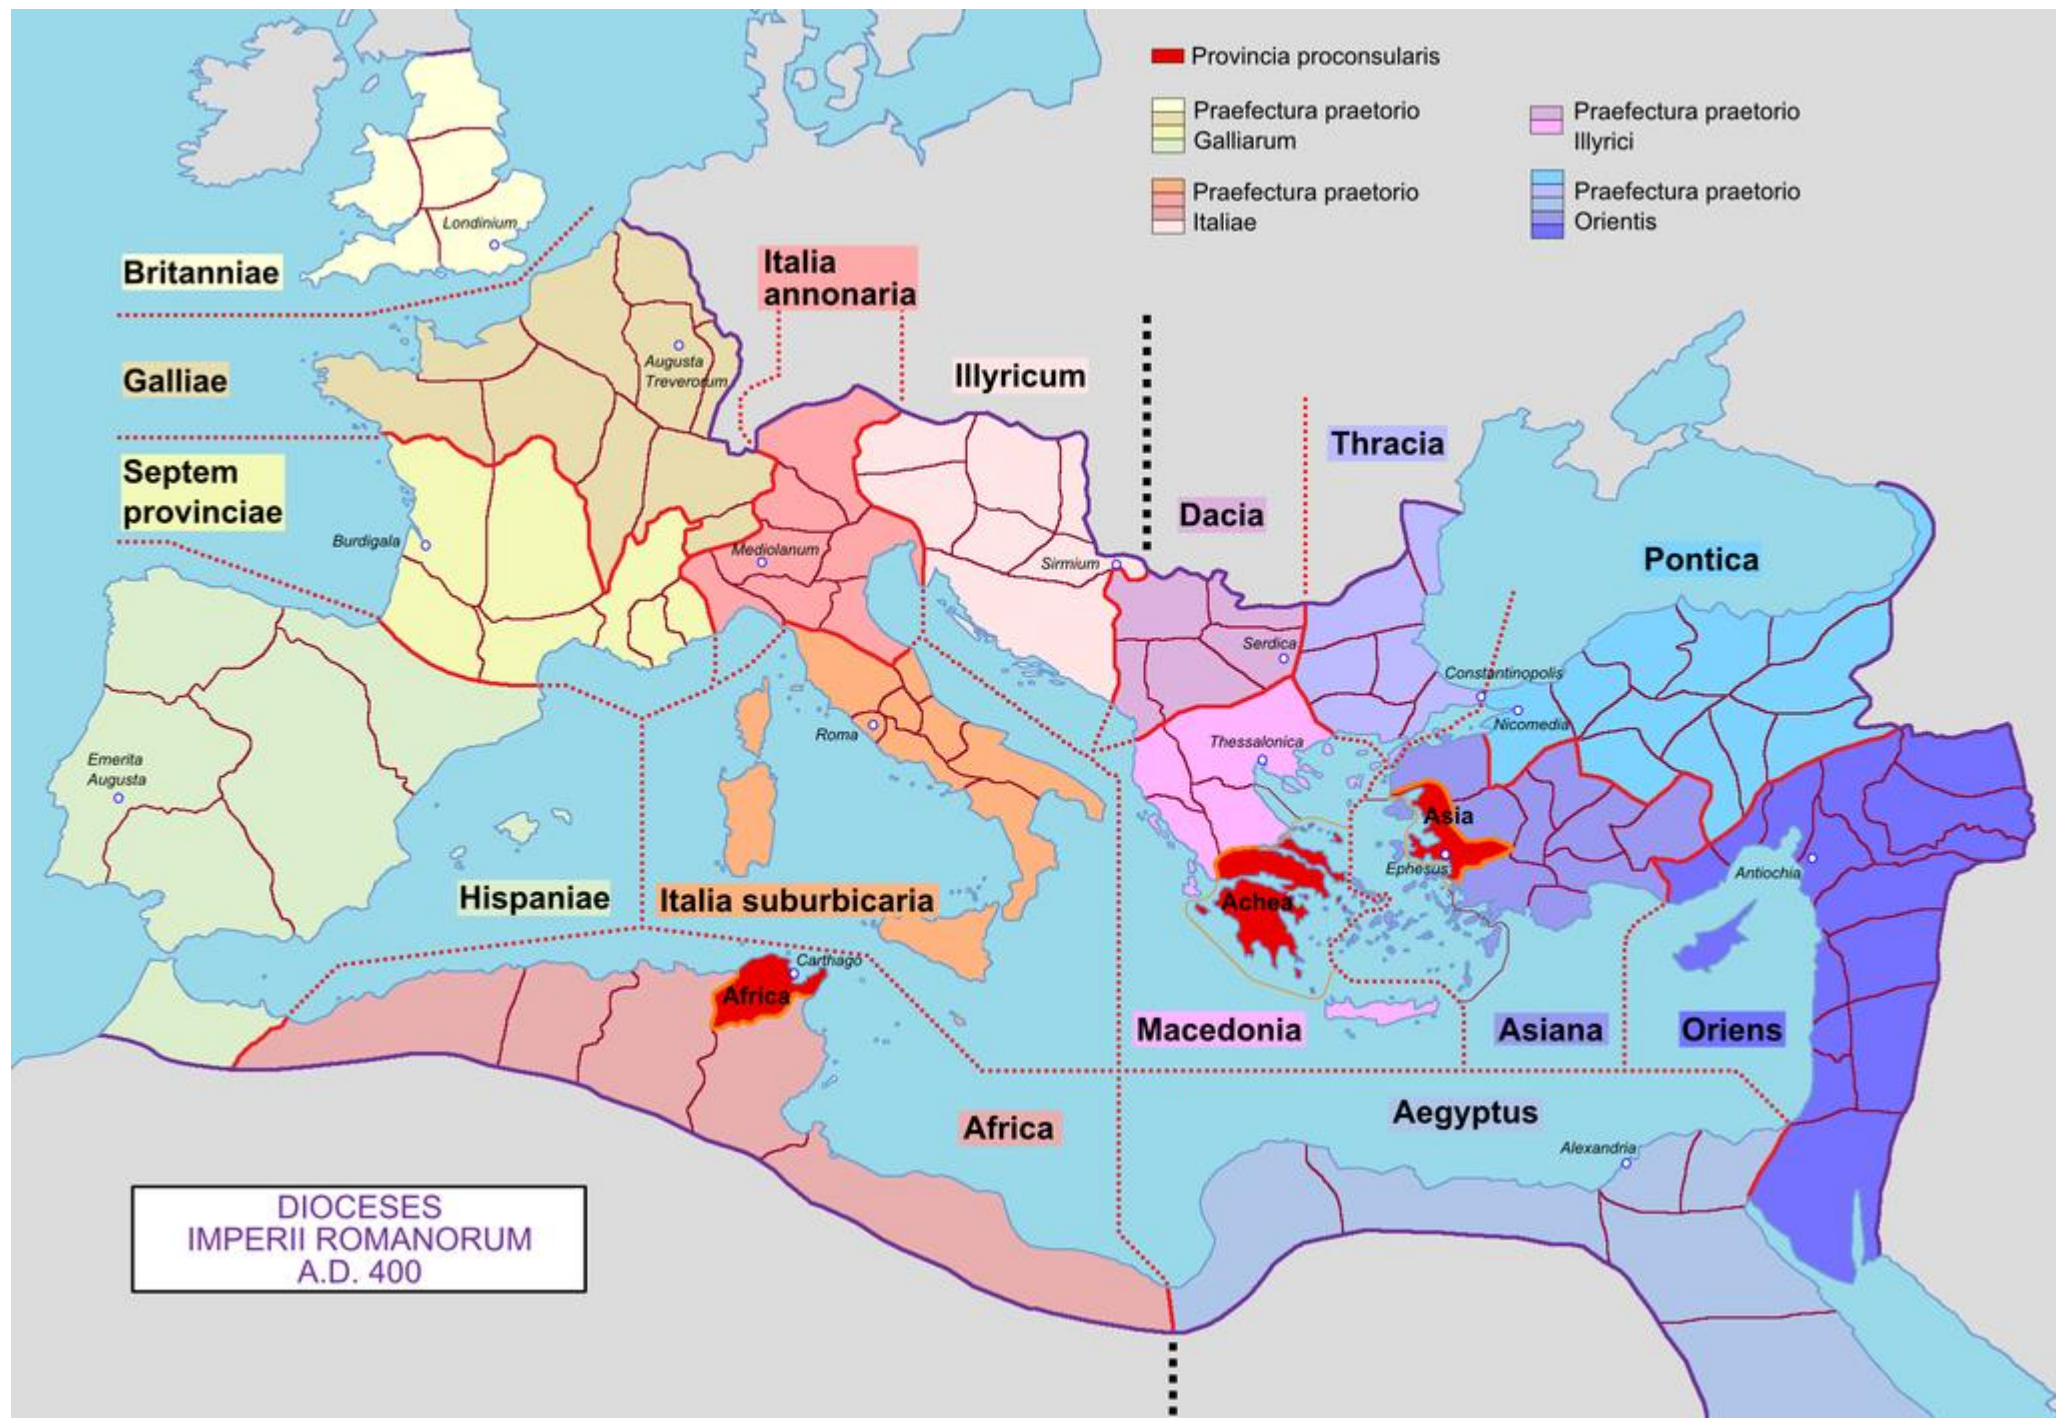 Provincia proconsularis
Praefectura praetorio
Galliarum
Praefectura praetorio
Italiae
Praefectura praetorio
Illyrici
Praefectura praetorio
Orientis
Londinium
Britanniae
Italia
annonaria
Augusta
Treverorum
Galliae
Illyricum
Thracia
Septem
provinciae
Dacia
Burdigala
Mediolanum
Sirmium
Pontica
Serdica
Constantinopolis
Nicomedia
Roma
Thessalonica
Emerita
Augusta
Asia
Ephesus
Antiochia
Hispaniae
Italia suburbicaria
Achea
Carthago
Africa
Macedonia
Asiana
Oriens
Africa
Aegyptus
Alexandria
DIOCESES
IMPERII ROMANORUM
A.D. 400